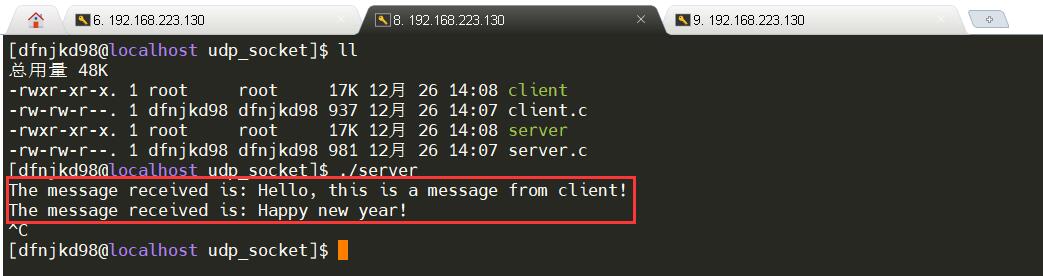 6. 192.168.223.130
8. 192.168.223.130
9. 192.168.223.130
[dfnjkd98@localhost udp_socket]$ ll
总用量 48K
-rwxr-xr-x. 1 root     root     17K 12月 26 14:08 client
-rw-rw-r--. 1 dfnjkd98 dfnjkd98 937 12月 26 14:07 client.c
-rwxr-xr-x. 1 root     root     17K 12月 26 14:08 server
-rw-rw-r--. 1 dfnjkd98 dfnjkd98 981 12月 26 14:07 server.c
[dfnjkd98@localhost udp_socket]$ ./server
The message received is: Hello, this is a message from client!
The message received is: Happy new year!
^C
[dfnjkd98@localhost udp_socket]$